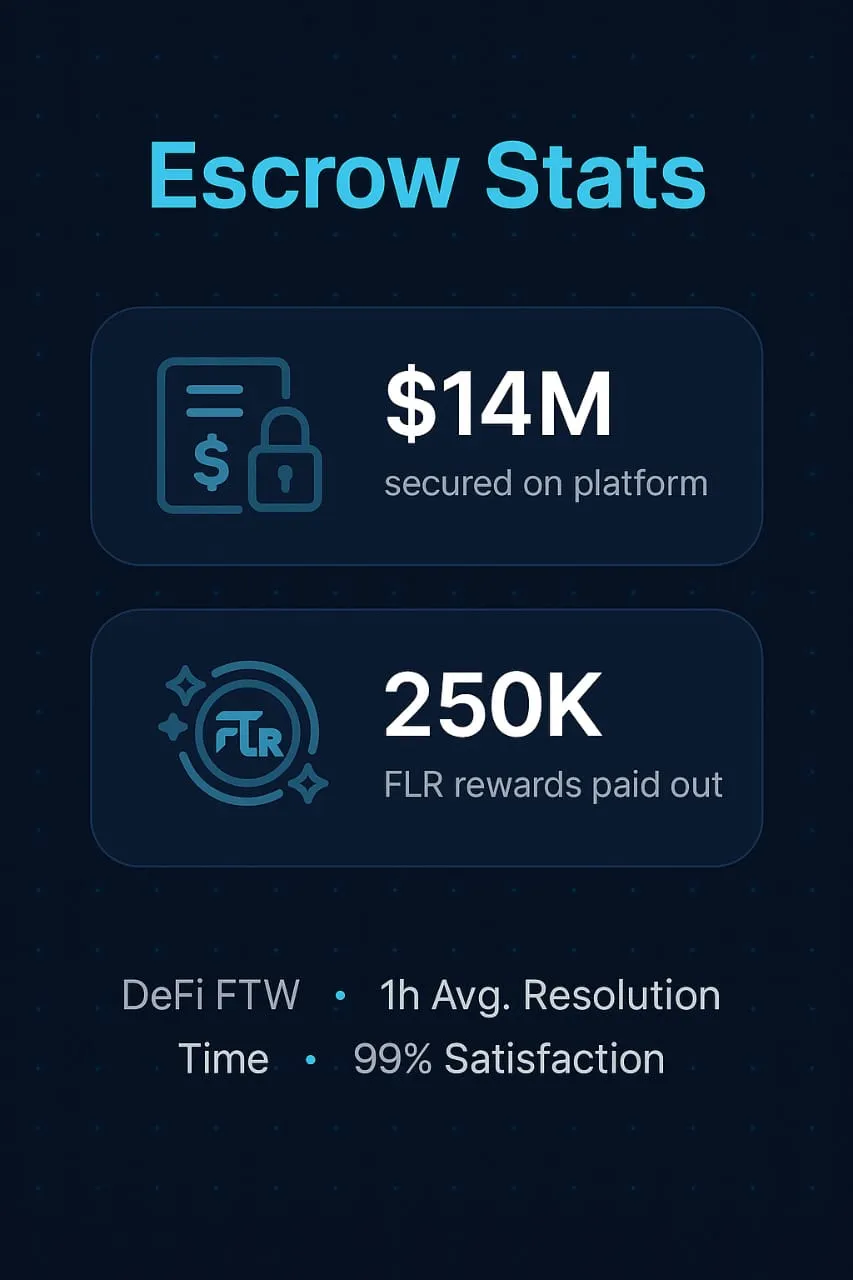 Escrow Stats
$
$14M
secured on platform
FLR
250K
FLR rewards paid out
DeFi FTW • 1h Avg. Resolution
Time • 99% Satisfaction